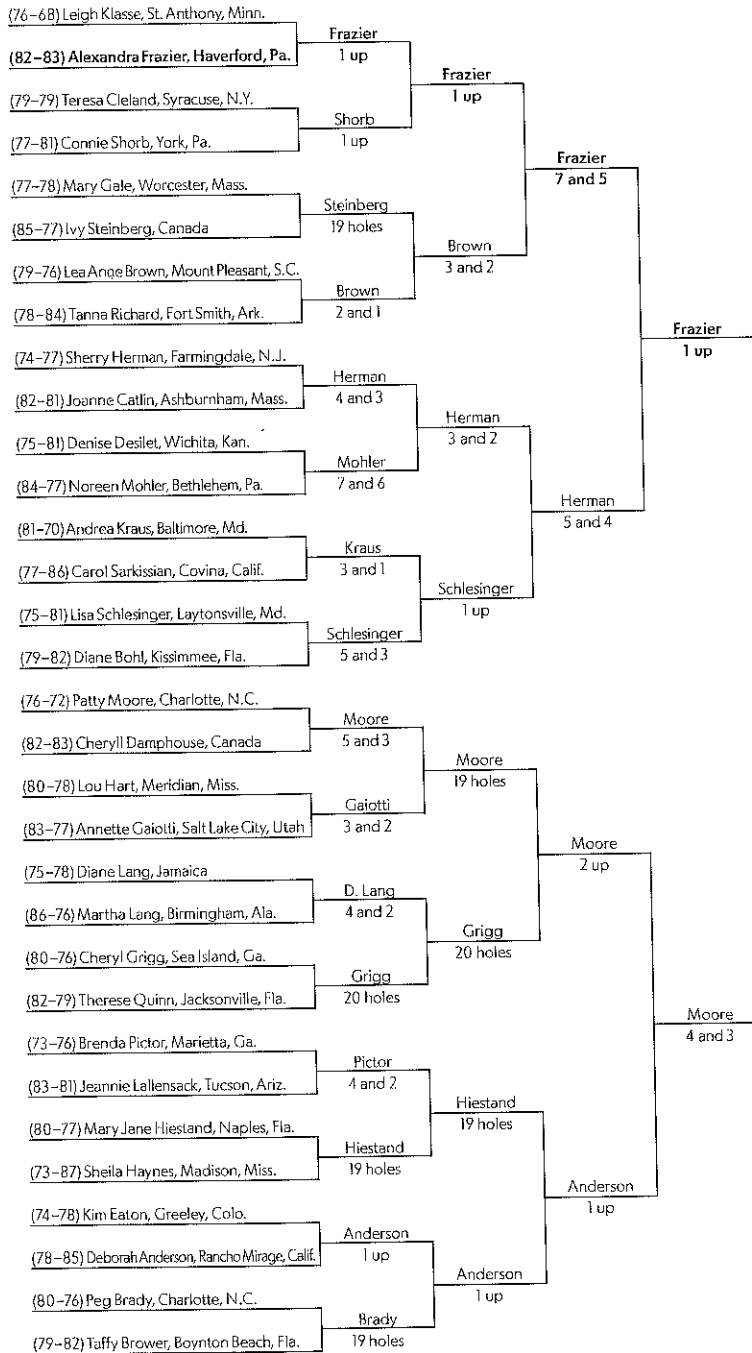 (76–68) Leigh Klasse, St. Anthony, Minn.
(82–83) Alexandra Frazier, Haverford, Pa.
(79–79) Teresa Cleland, Syracuse, N.Y.
(77–81) Connie Shorb, York, Pa.
(77–78) Mary Gale, Worcester, Mass.
(85–77) Ivy Steinberg, Canada
(79–76) Lea Ange Brown, Mount Pleasant, S.C.
(78–84) Tanna Richard, Fort Smith, Ark.
(74–77) Sherry Herman, Farmingdale, N.J.
(82–81) Joanne Catlin, Ashburnham, Mass.
(75–81) Denise Desilet, Wichita, Kan.
(84–77) Noreen Mohler, Bethlehem, Pa.
(81–70) Andrea Kraus, Baltimore, Md.
(77–86) Carol Sarkissian, Covina, Calif.
(75–81) Lisa Schlesinger, Laytonsville, Md.
(79–82) Diane Bohl, Kissimmee, Fla.
(76–72) Patty Moore, Charlotte, N.C.
(82–83) Cheryll Damphouse, Canada
(80–78) Lou Hart, Meridian, Miss.
(83–77) Annette Gaiotti, Salt Lake City, Utah
(75–78) Diane Lang, Jamaica
(86–76) Martha Lang, Birmingham, Ala.
(80–76) Cheryl Grigg, Sea Island, Ga.
(82–79) Therese Quinn, Jacksonville, Fla.
(73–76) Brenda Pictor, Marietta, Ga.
(83–81) Jeannie Lallensack, Tucson, Ariz.
(80–77) Mary Jane Hiestand, Naples, Fla.
(73–87) Sheila Haynes, Madison, Miss.
(74–78) Kim Eaton, Greeley, Colo.
(78–85) Deborah Anderson, Rancho Mirage, Calif.
(80–76) Peg Brady, Charlotte, N.C.
(79–82) Taffy Brower, Boynton Beach, Fla.
Frazier
1 up
Shorb
1 up
Steinberg
19 holes
Brown
2 and 1
Herman
4 and 3
Mohler
7 and 6
Kraus
3 and 1
Schlesinger
5 and 3
Moore
5 and 3
Gaiotti
3 and 2
D. Lang
4 and 2
Grigg
20 holes
Pictor
4 and 2
Hiestand
19 holes
Anderson
1 up
Brady
19 holes
Frazier
1 up
Brown
3 and 2
Herman
3 and 2
Schlesinger
1 up
Moore
19 holes
Grigg
20 holes
Hiestand
19 holes
Anderson
1 up
Frazier
7 and 5
Herman
5 and 4
Moore
2 up
Anderson
1 up
Frazier
1 up
Moore
4 and 3